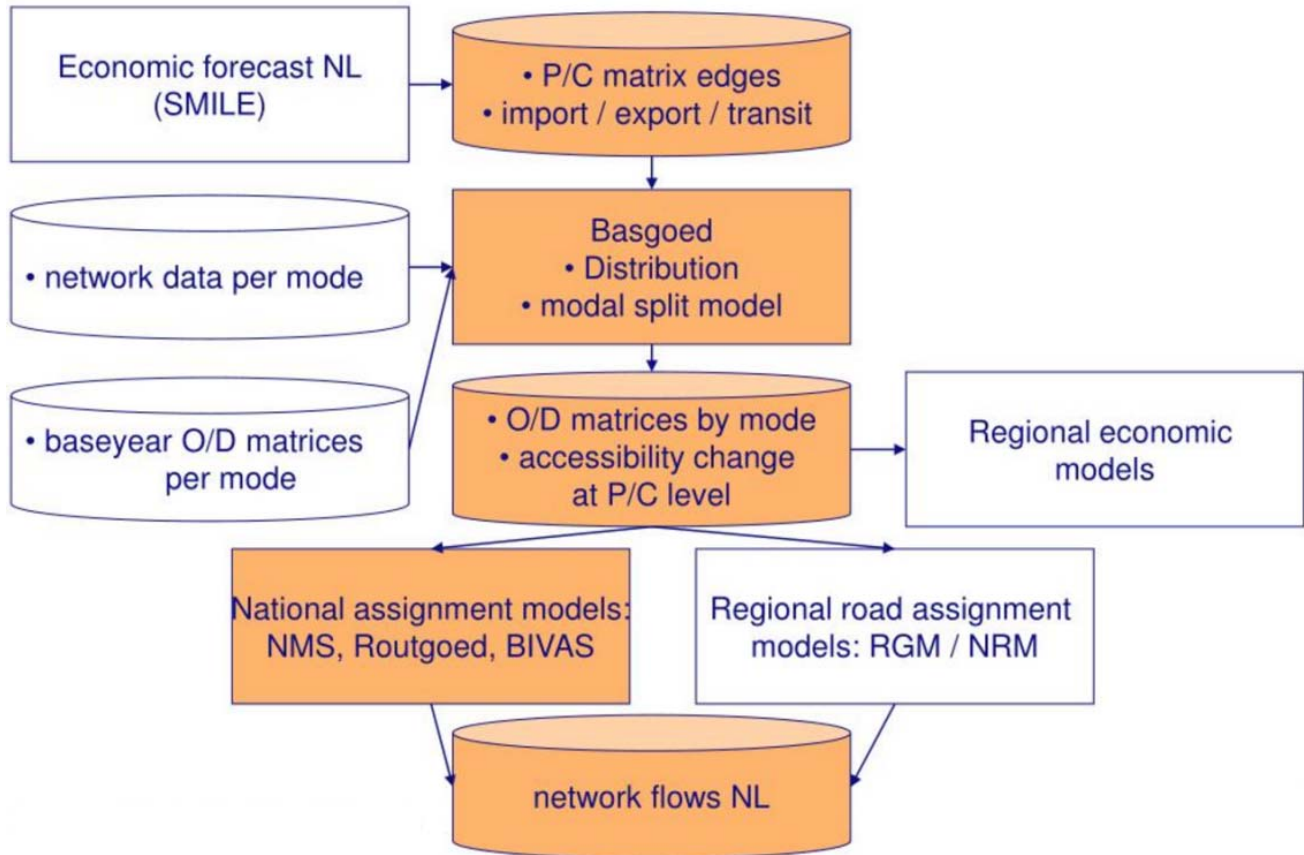 Economic forecast NL
(SMILE)
• P/C matrix edges
• import / export / transit
• network data per mode
Basgoed
• Distribution
• modal split model
• baseyear O/D matrices
per mode
• O/D matrices by mode
• accessibility change
at P/C level
Regional economic
models
National assignment models:
NMS, Routgoed, BIVAS
Regional road assignment
models: RGM / NRM
network flows NL